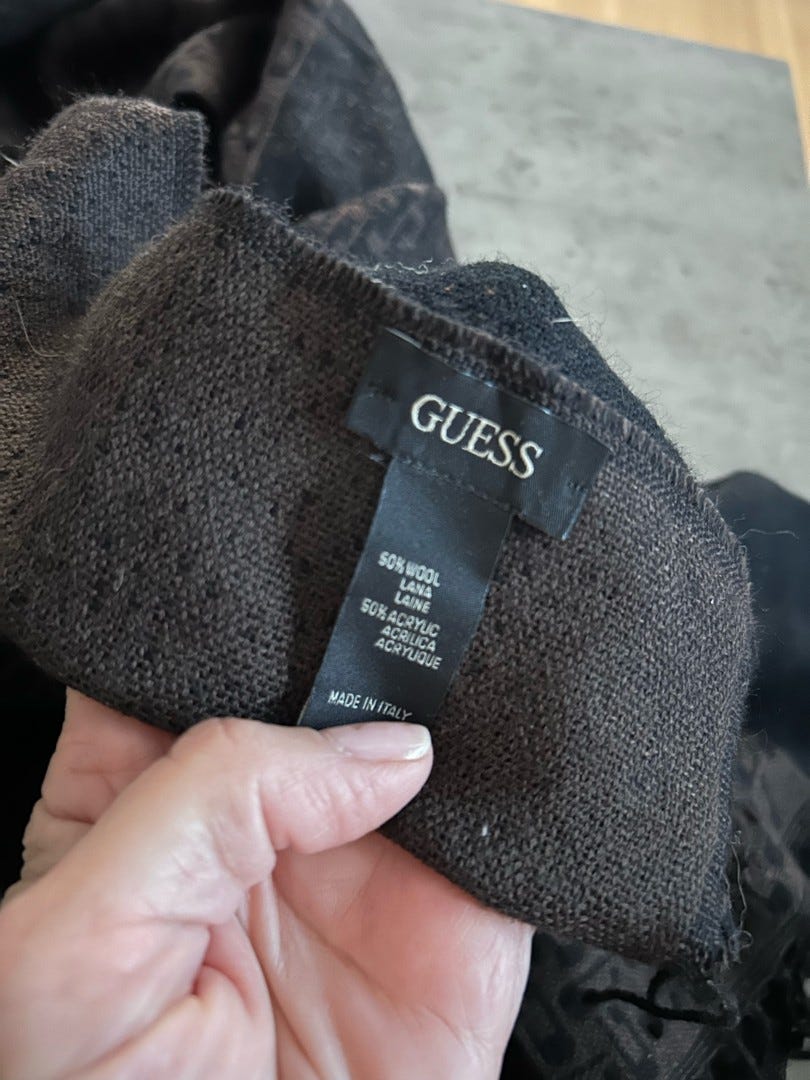 GUESS
50% WOOL
LANA
LAINE
50% ACRYLIC
ACRILICA
ACRYLIQUE
MADE IN ITALY